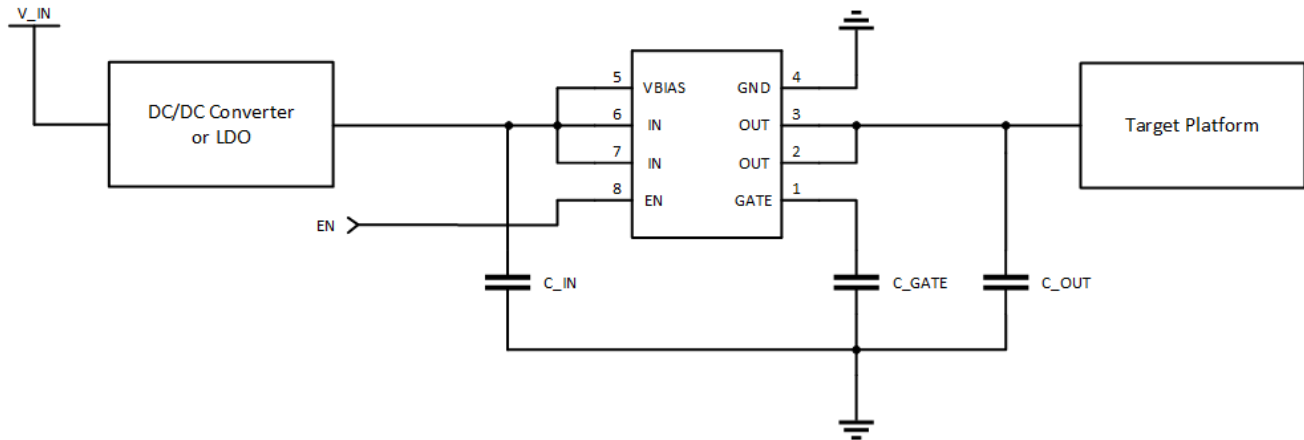 V_IN
DC/DC Converter
or LDO
5 VBIAS GND 4
6 IN OUT 3
7 IN OUT 2
8 EN GATE 1
Target Platform
EN
C_IN
C_GATE
C_OUT